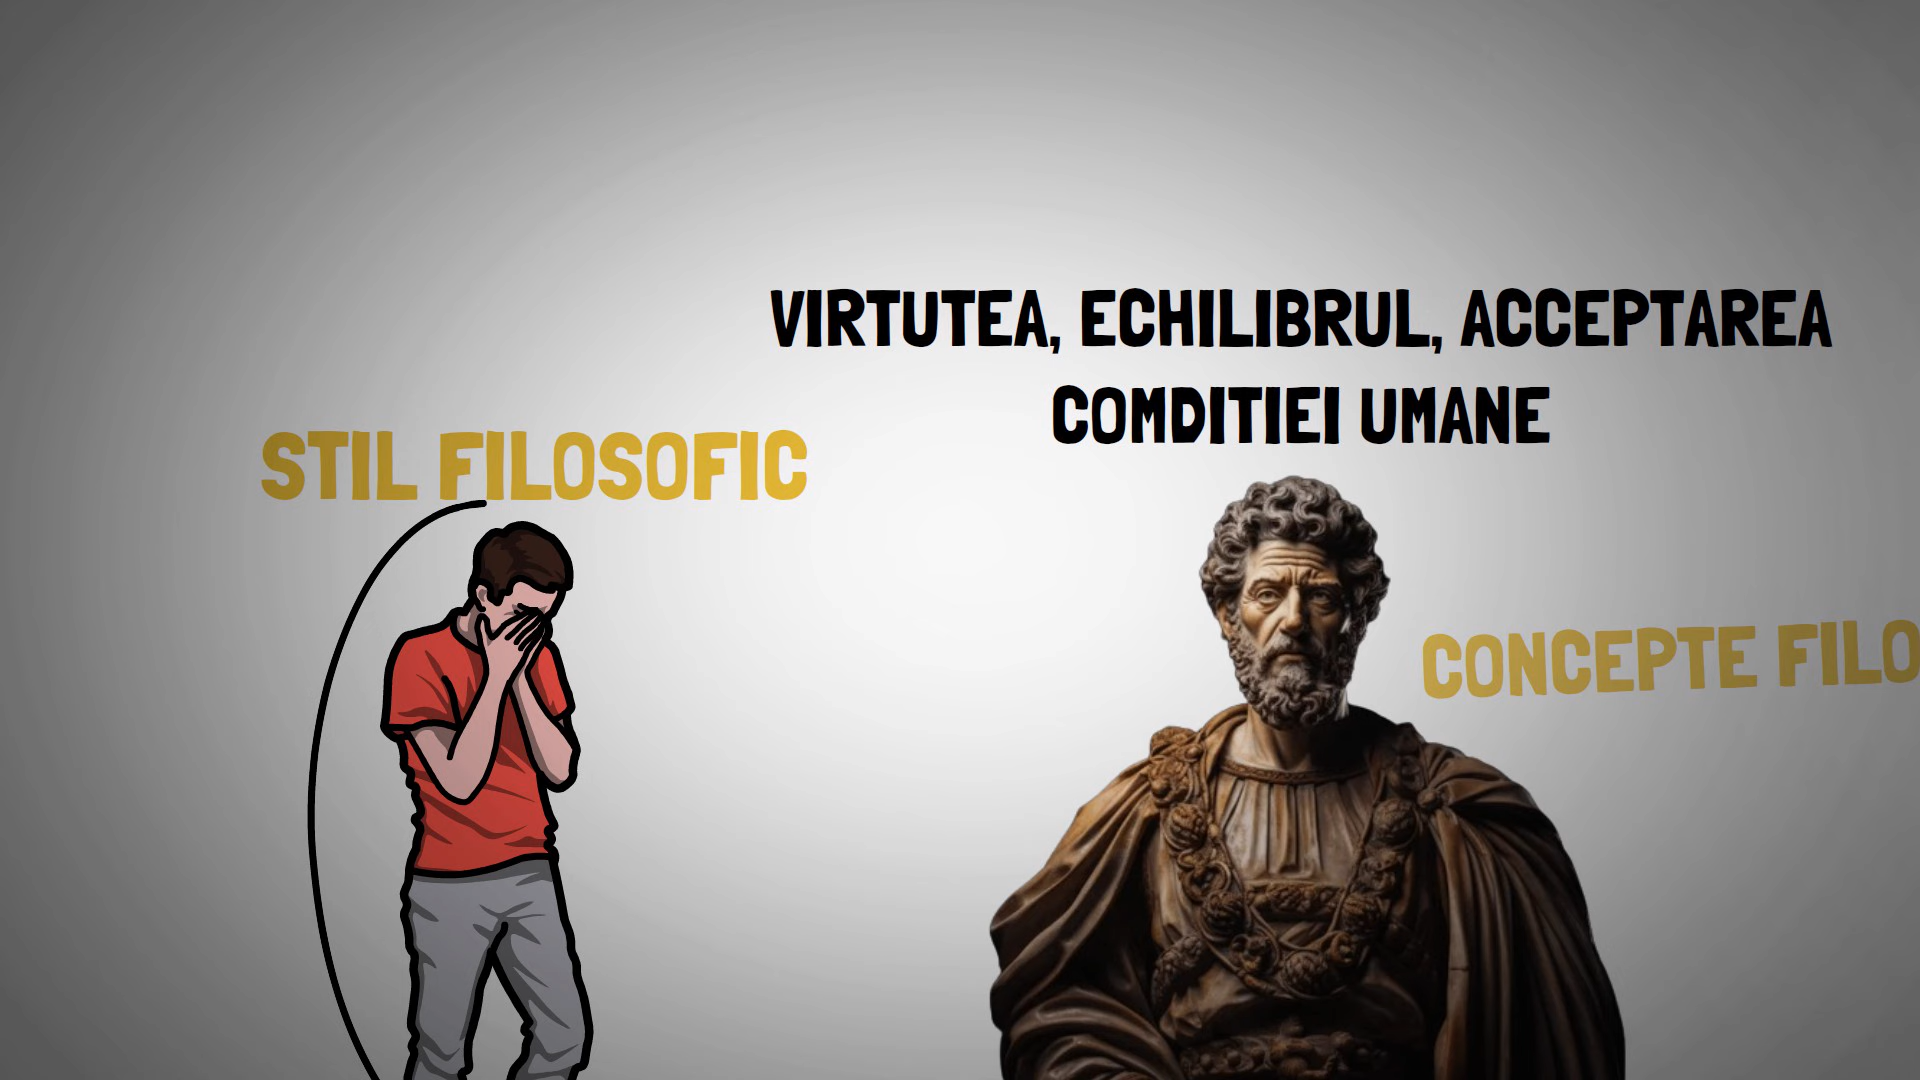 VIRTUTEA, ECHILIBRUL, ACCEPTAREA
COMDITIEI UMANE
STIL FILOSOFIC
CONCEPTE FILO